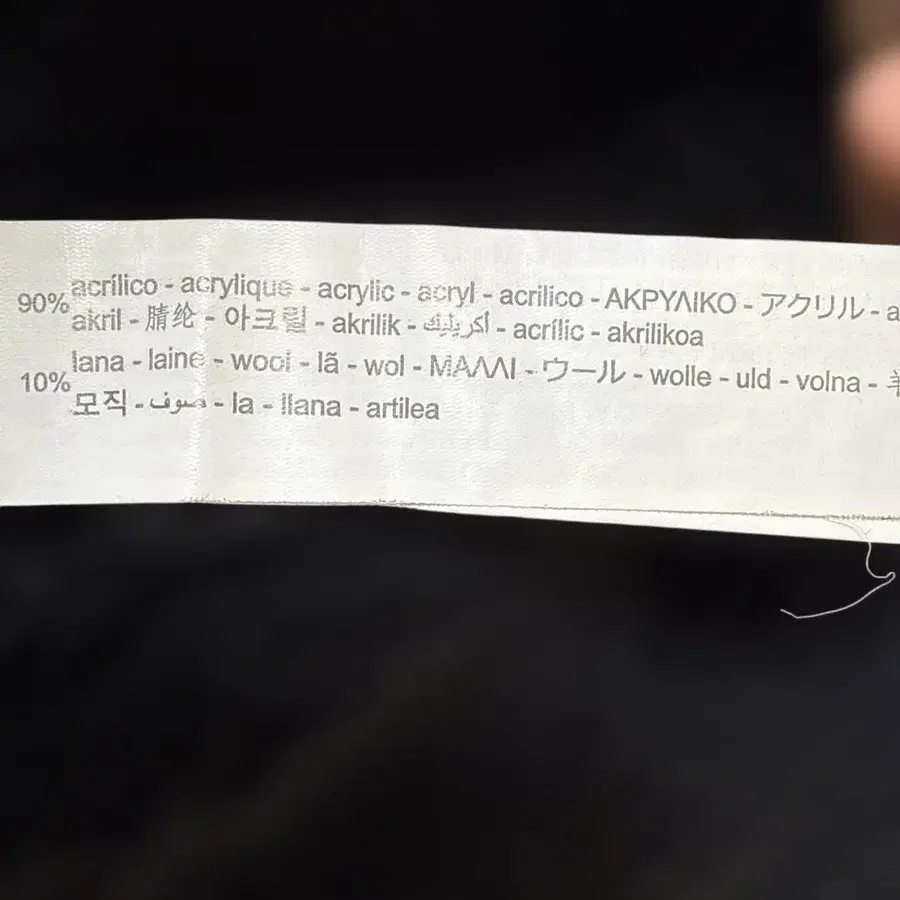 90% acrílico - acrylique - acrylic - acryl - acrilico - ΑΚΡΥΛΙΚΟ - アクリル - a
akril - 腈纶 - 아크릴 - akrilik - أكريليك - acrílic - akrilikoa
10% lana - laine - wool - lã - wol - ΜΑΛΛΙ - ウール - wolle - uld - volna -
모직 - صوف - la - llana - artilea